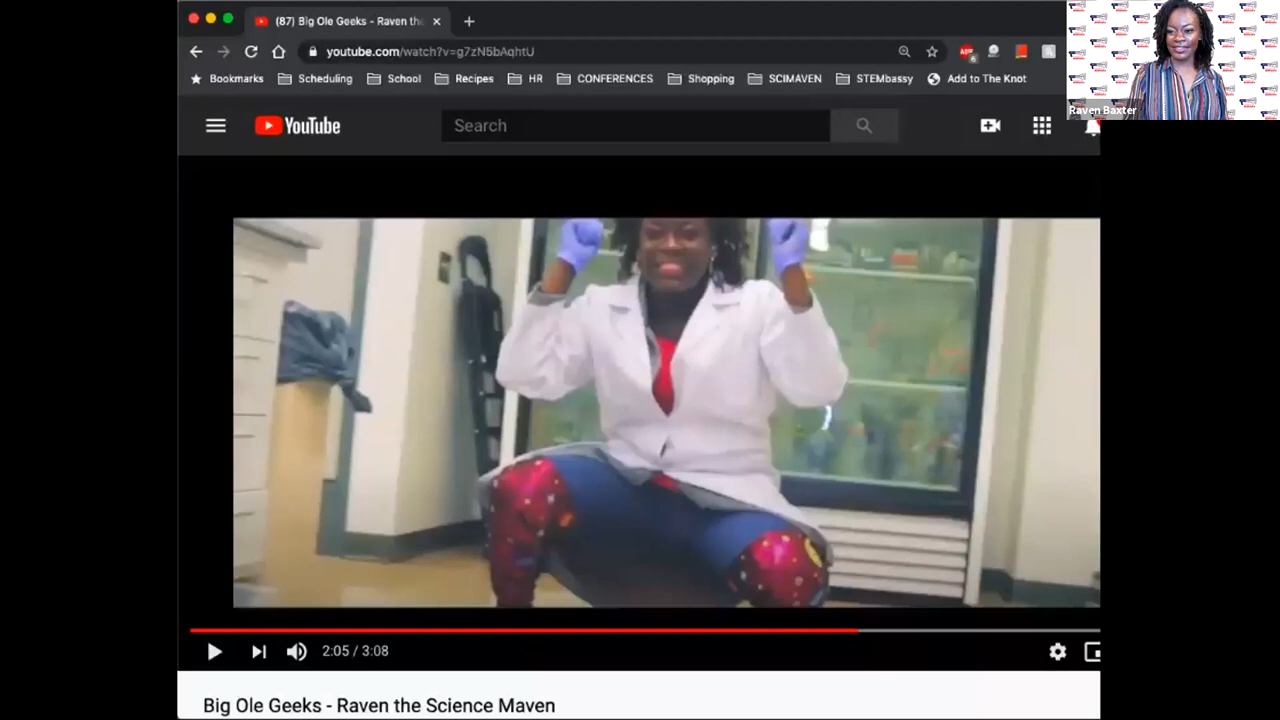 (87) Big Ole Geeks - Raven the
youtube.com/watch?v=g7zN5bAqhtU
Bookmarks Scheduling School Recipes HR CONFERENCES Shopping SCIMAVEN STEMbassy Add to The Knot
Raven Baxter
YouTube
Search
2:05 / 3:08
Big Ole Geeks - Raven the Science Maven